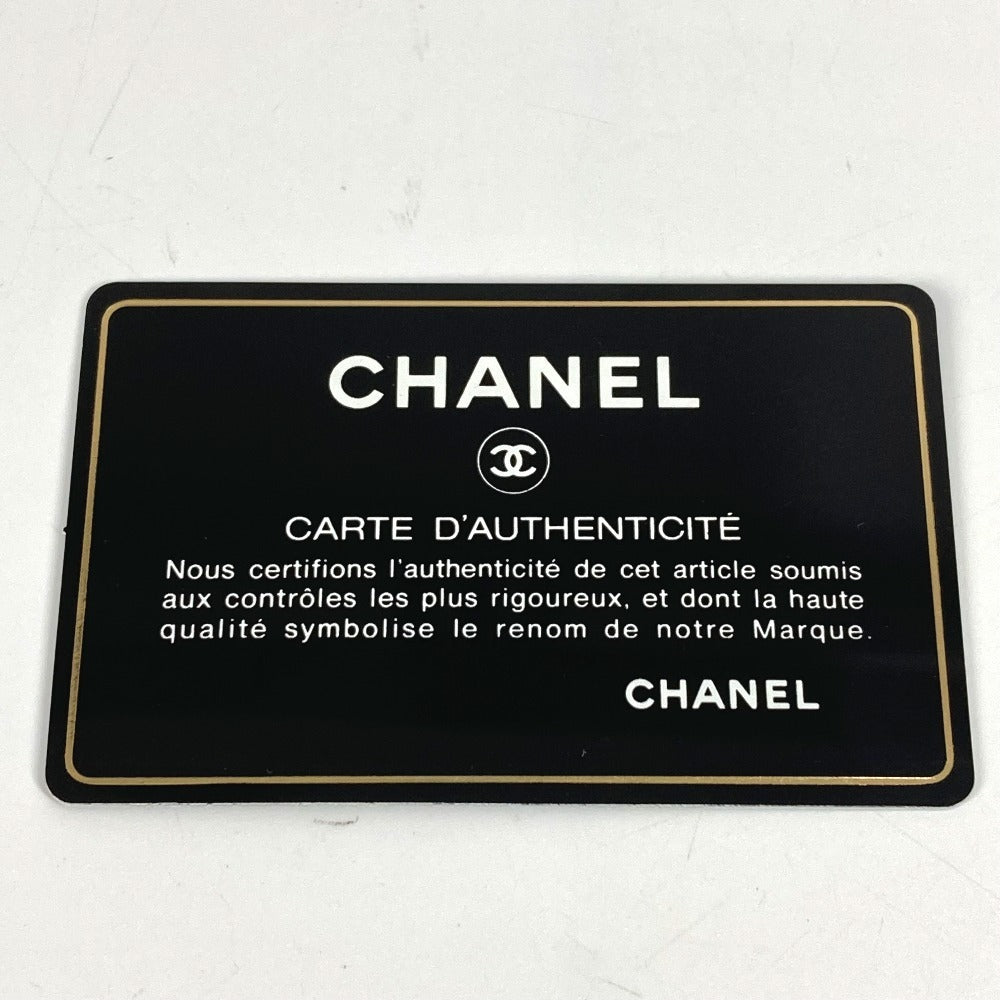 CHANEL
CARTE D'AUTHENTICITÉ
Nous certifions l'authenticité de cet article soumis
aux contrôles les plus rigoureux, et dont la haute
qualité symbolise le renom de notre Marque.
CHANEL